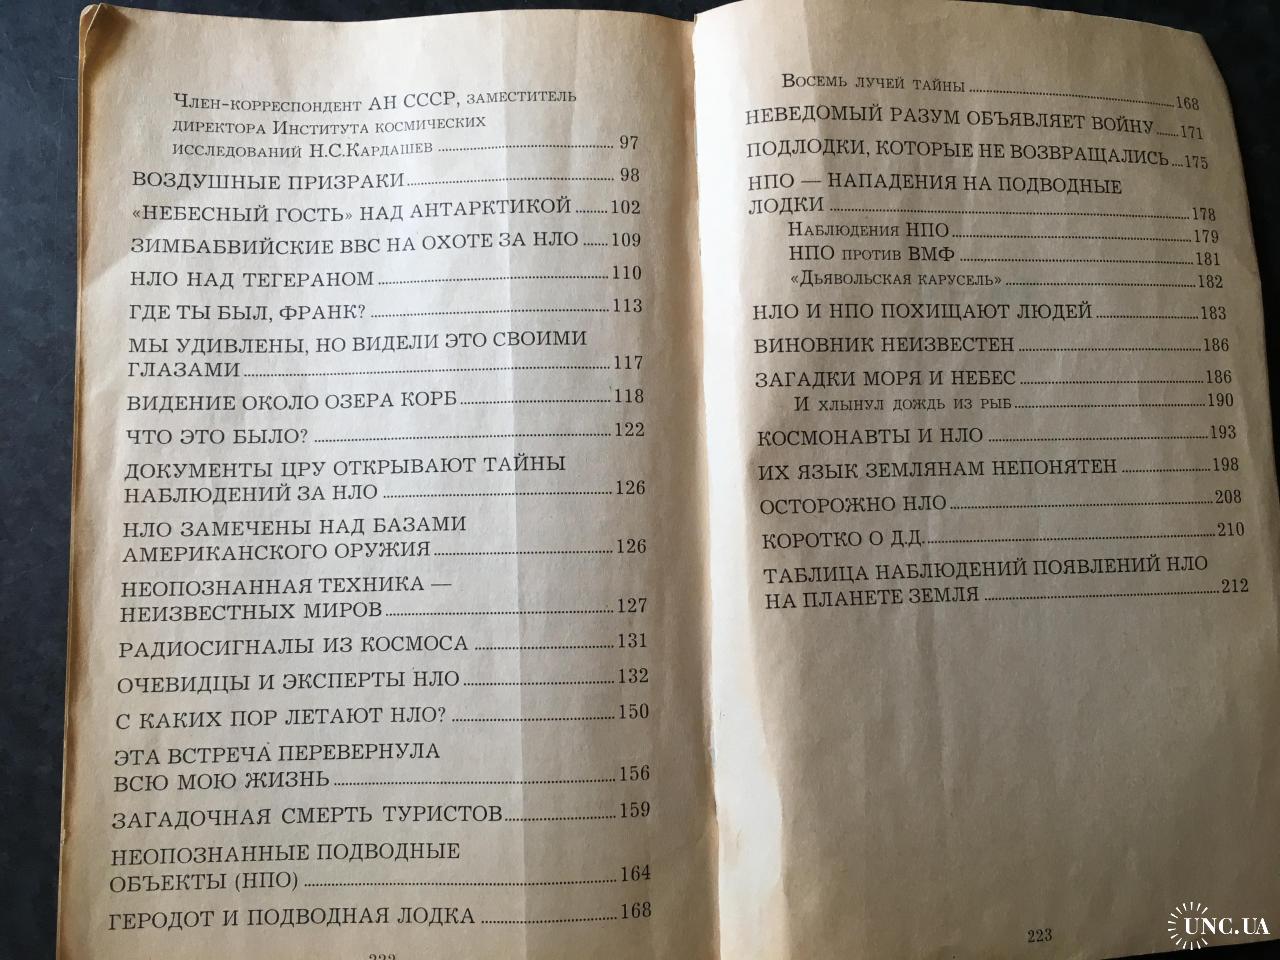 Член-корреспондент АН СССР, заместитель
директора Института космических
исследований Н.С.Кардашев ..... 97
ВОЗДУШНЫЕ ПРИЗРАКИ ..... 98
«НЕБЕСНЫЙ ГОСТЬ» НАД АНТАРКТИКОЙ ..... 102
ЗИМБАБВИЙСКИЕ ВВС НА ОХОТЕ ЗА НЛО ..... 109
НЛО НАД ТЕГЕРАНОМ ..... 110
ГДЕ ТЫ БЫЛ, ФРАНК? ..... 113
МЫ УДИВЛЕНЫ, НО ВИДЕЛИ ЭТО СВОИМИ
ГЛАЗАМИ ..... 117
ВИДЕНИЕ ОКОЛО ОЗЕРА КОРБ ..... 118
ЧТО ЭТО БЫЛО? ..... 122
ДОКУМЕНТЫ ЦРУ ОТКРЫВАЮТ ТАЙНЫ
НАБЛЮДЕНИЙ ЗА НЛО ..... 126
НЛО ЗАМЕЧЕНЫ НАД БАЗАМИ
АМЕРИКАНСКОГО ОРУЖИЯ ..... 126
НЕОПОЗНАННАЯ ТЕХНИКА —
НЕИЗВЕСТНЫХ МИРОВ ..... 127
РАДИОСИГНАЛЫ ИЗ КОСМОСА ..... 131
ОЧЕВИДЦЫ И ЭКСПЕРТЫ НЛО ..... 132
С КАКИХ ПОР ЛЕТАЮТ НЛО? ..... 150
ЭТА ВСТРЕЧА ПЕРЕВЕРНУЛА
ВСЮ МОЮ ЖИЗНЬ ..... 156
ЗАГАДОЧНАЯ СМЕРТЬ ТУРИСТОВ ..... 159
НЕОПОЗНАННЫЕ ПОДВОДНЫЕ
ОБЪЕКТЫ (НПО) ..... 164
ГЕРОДОТ И ПОДВОДНАЯ ЛОДКА ..... 168
Восемь лучей тайны ..... 168
НЕВЕДОМЫЙ РАЗУМ ОБЪЯВЛЯЕТ ВОЙНУ ..... 171
ПОДЛОДКИ, КОТОРЫЕ НЕ ВОЗВРАЩАЛИСЬ ..... 175
НПО — НАПАДЕНИЯ НА ПОДВОДНЫЕ
ЛОДКИ ..... 178
Наблюдения НПО ..... 179
НПО против ВМФ ..... 181
«Дьявольская карусель» ..... 182
НЛО И НПО ПОХИЩАЮТ ЛЮДЕЙ ..... 183
ВИНОВНИК НЕИЗВЕСТЕН ..... 186
ЗАГАДКИ МОРЯ И НЕБЕС ..... 186
И хлынул дождь из рыб ..... 190
КОСМОНАВТЫ И НЛО ..... 193
ИХ ЯЗЫК ЗЕМЛЯНАМ НЕПОНЯТЕН ..... 198
ОСТОРОЖНО НЛО ..... 208
КОРОТКО О Д.Д. ..... 210
ТАБЛИЦА НАБЛЮДЕНИЙ ПОЯВЛЕНИЙ НЛО
НА ПЛАНЕТЕ ЗЕМЛЯ ..... 212
223
UNC.UA